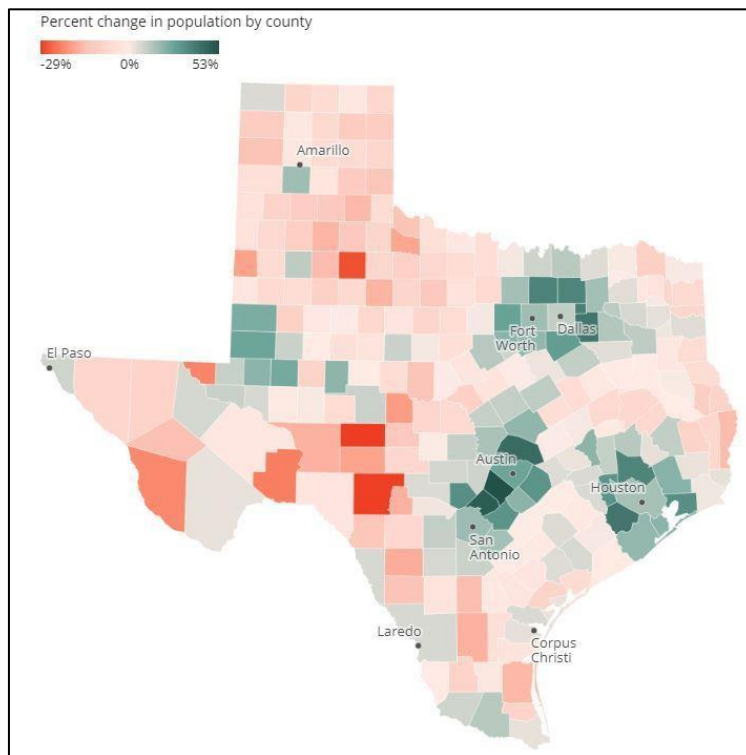 Percent change in population by county
-29% 0% 53%
Amarillo
El Paso
Fort
Worth
Dallas
Austin
Houston
San
Antonio
Laredo
Corpus
Christi